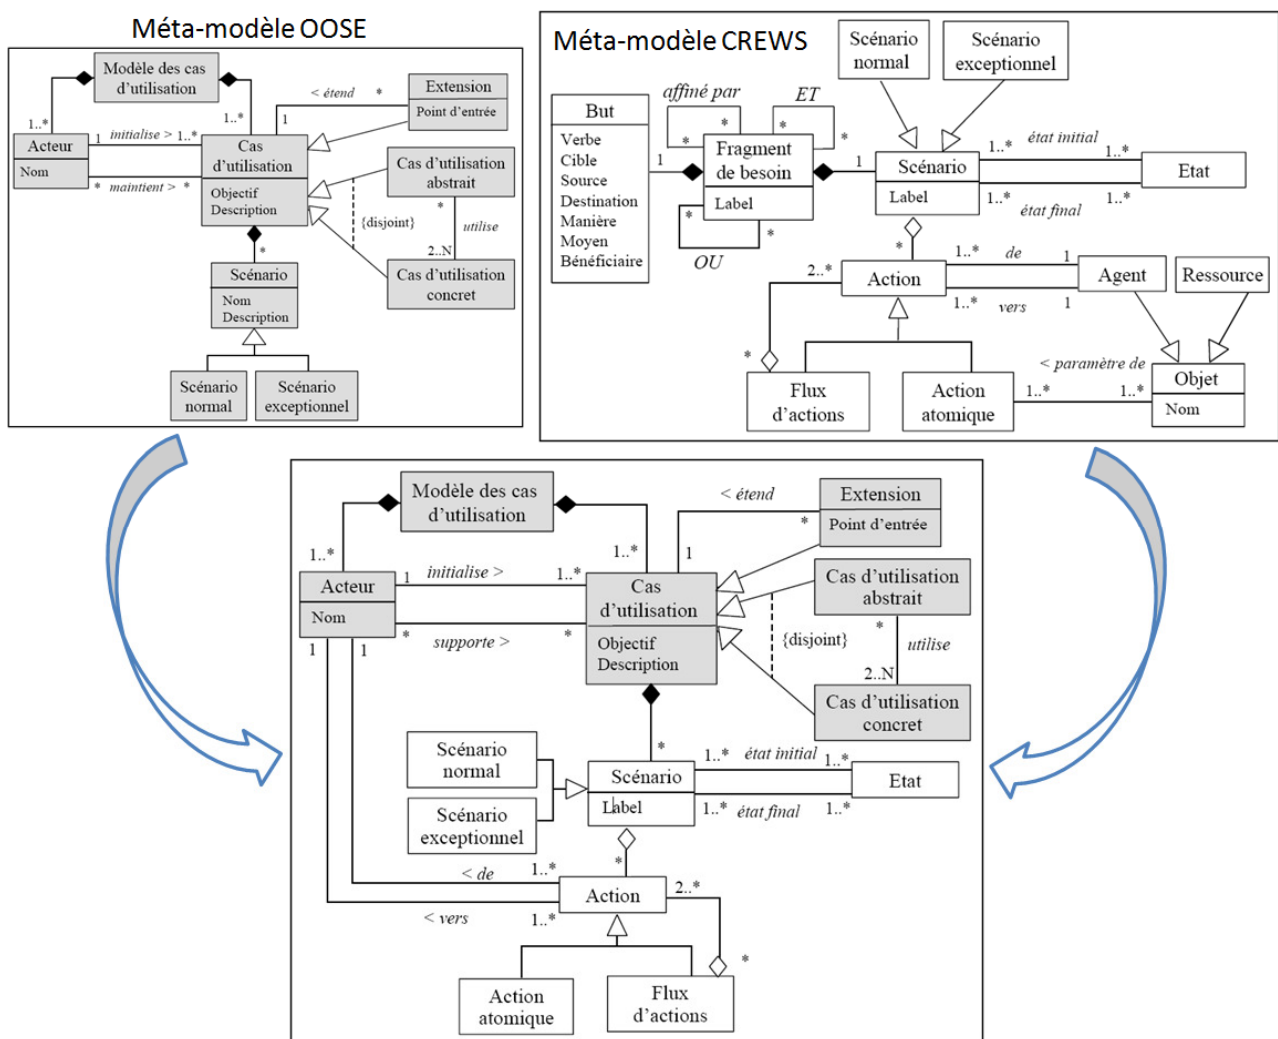 Méta-modèle OOSE
Modèle des cas
d’utilisation
Extension
Point d’entrée
< étend
*
1
1..*
1..*
initialise >
1
1..*
Acteur
Nom
*
maintient >
*
Cas
d’utilisation
Objectif
Description
Cas d’utilisation
abstrait
*
{disjoint}
utilise
2..N
Cas d’utilisation
concret
*
Scénario
Nom
Description
Scénario
normal
Scénario
exceptionnel
Méta-modèle CREWS
Scénario
normal
Scénario
exceptionnel
But
Verbe
Cible
Source
Destination
Manière
Moyen
Bénéficiaire
affiné par
*
*
ET
*
*
1
Fragment
de besoin
Label
1
*
*
OU
Scénario
Label
état initial
1..*
1..*
Etat
1..*
1..*
état final
*
Action
2..*
1..*
de
1
1..*
vers
1
Agent
Ressource
*
Flux
d’actions
Action
atomique
< paramètre de
1..*
1..*
Objet
Nom
Modèle des cas
d’utilisation
< étend
Extension
Point d’entrée
*
1
1..*
1..*
Acteur
Nom
1
initialise >
1..*
*
supporte >
*
1
1
Cas
d’utilisation
Objectif
Description
Cas d’utilisation
abstrait
*
{disjoint}
utilise
2..N
Cas d’utilisation
concret
*
Scénario
normal
Scénario
exceptionnel
Scénario
Label
1..*
état initial
1..*
Etat
1..*
état final
1..*
*
< de
1..*
Action
2..*
< vers
1..*
*
Action
atomique
Flux
d’actions